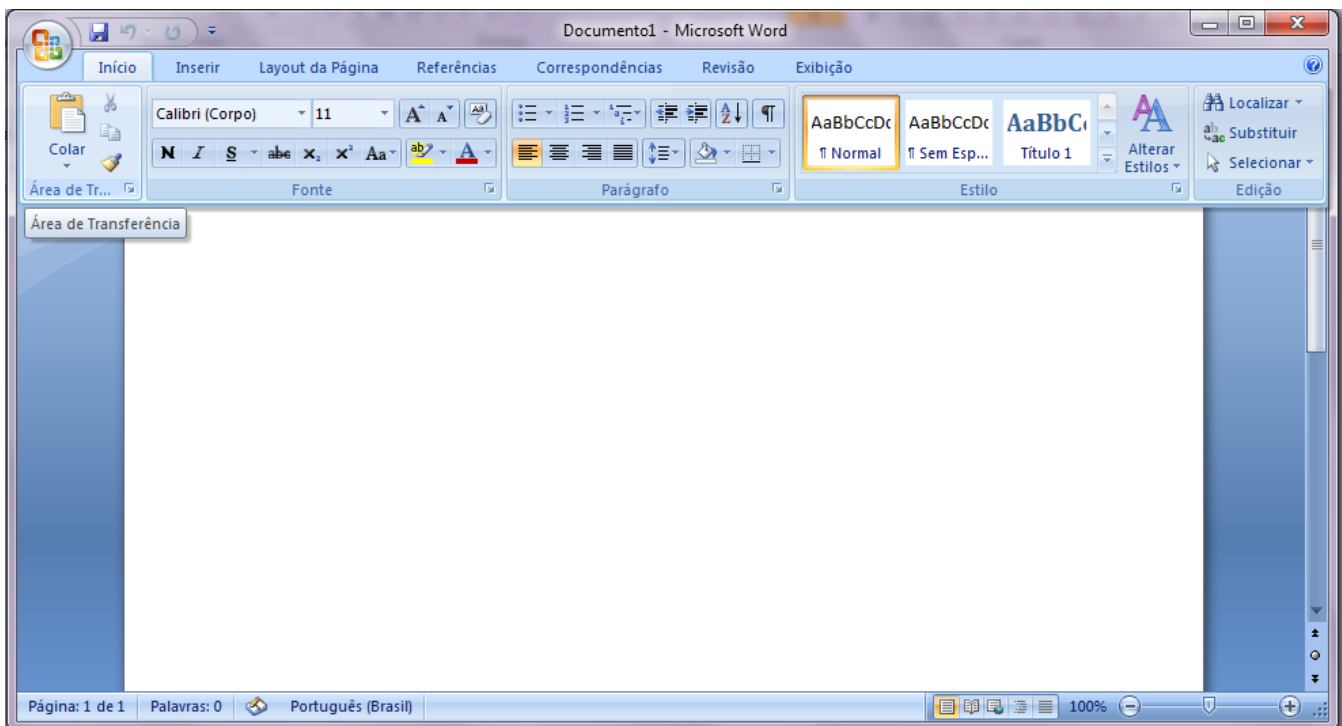 Documento1 - Microsoft Word
Início Inserir Layout da Página Referências Correspondências Revisão Exibição
Calibri (Corpo) 11 AaBbCcDc AaBbCcDc AaBbC Localizar
Colar N I S abc X₂ X² Aa ab A ¶ Normal ¶ Sem Esp... Título 1 Alterar Estilos Substituir
Selecionar
Área de Tr... Fonte Parágrafo Estilo Edição
Área de Transferência
Página: 1 de 1 Palavras: 0 Português (Brasil) 100%